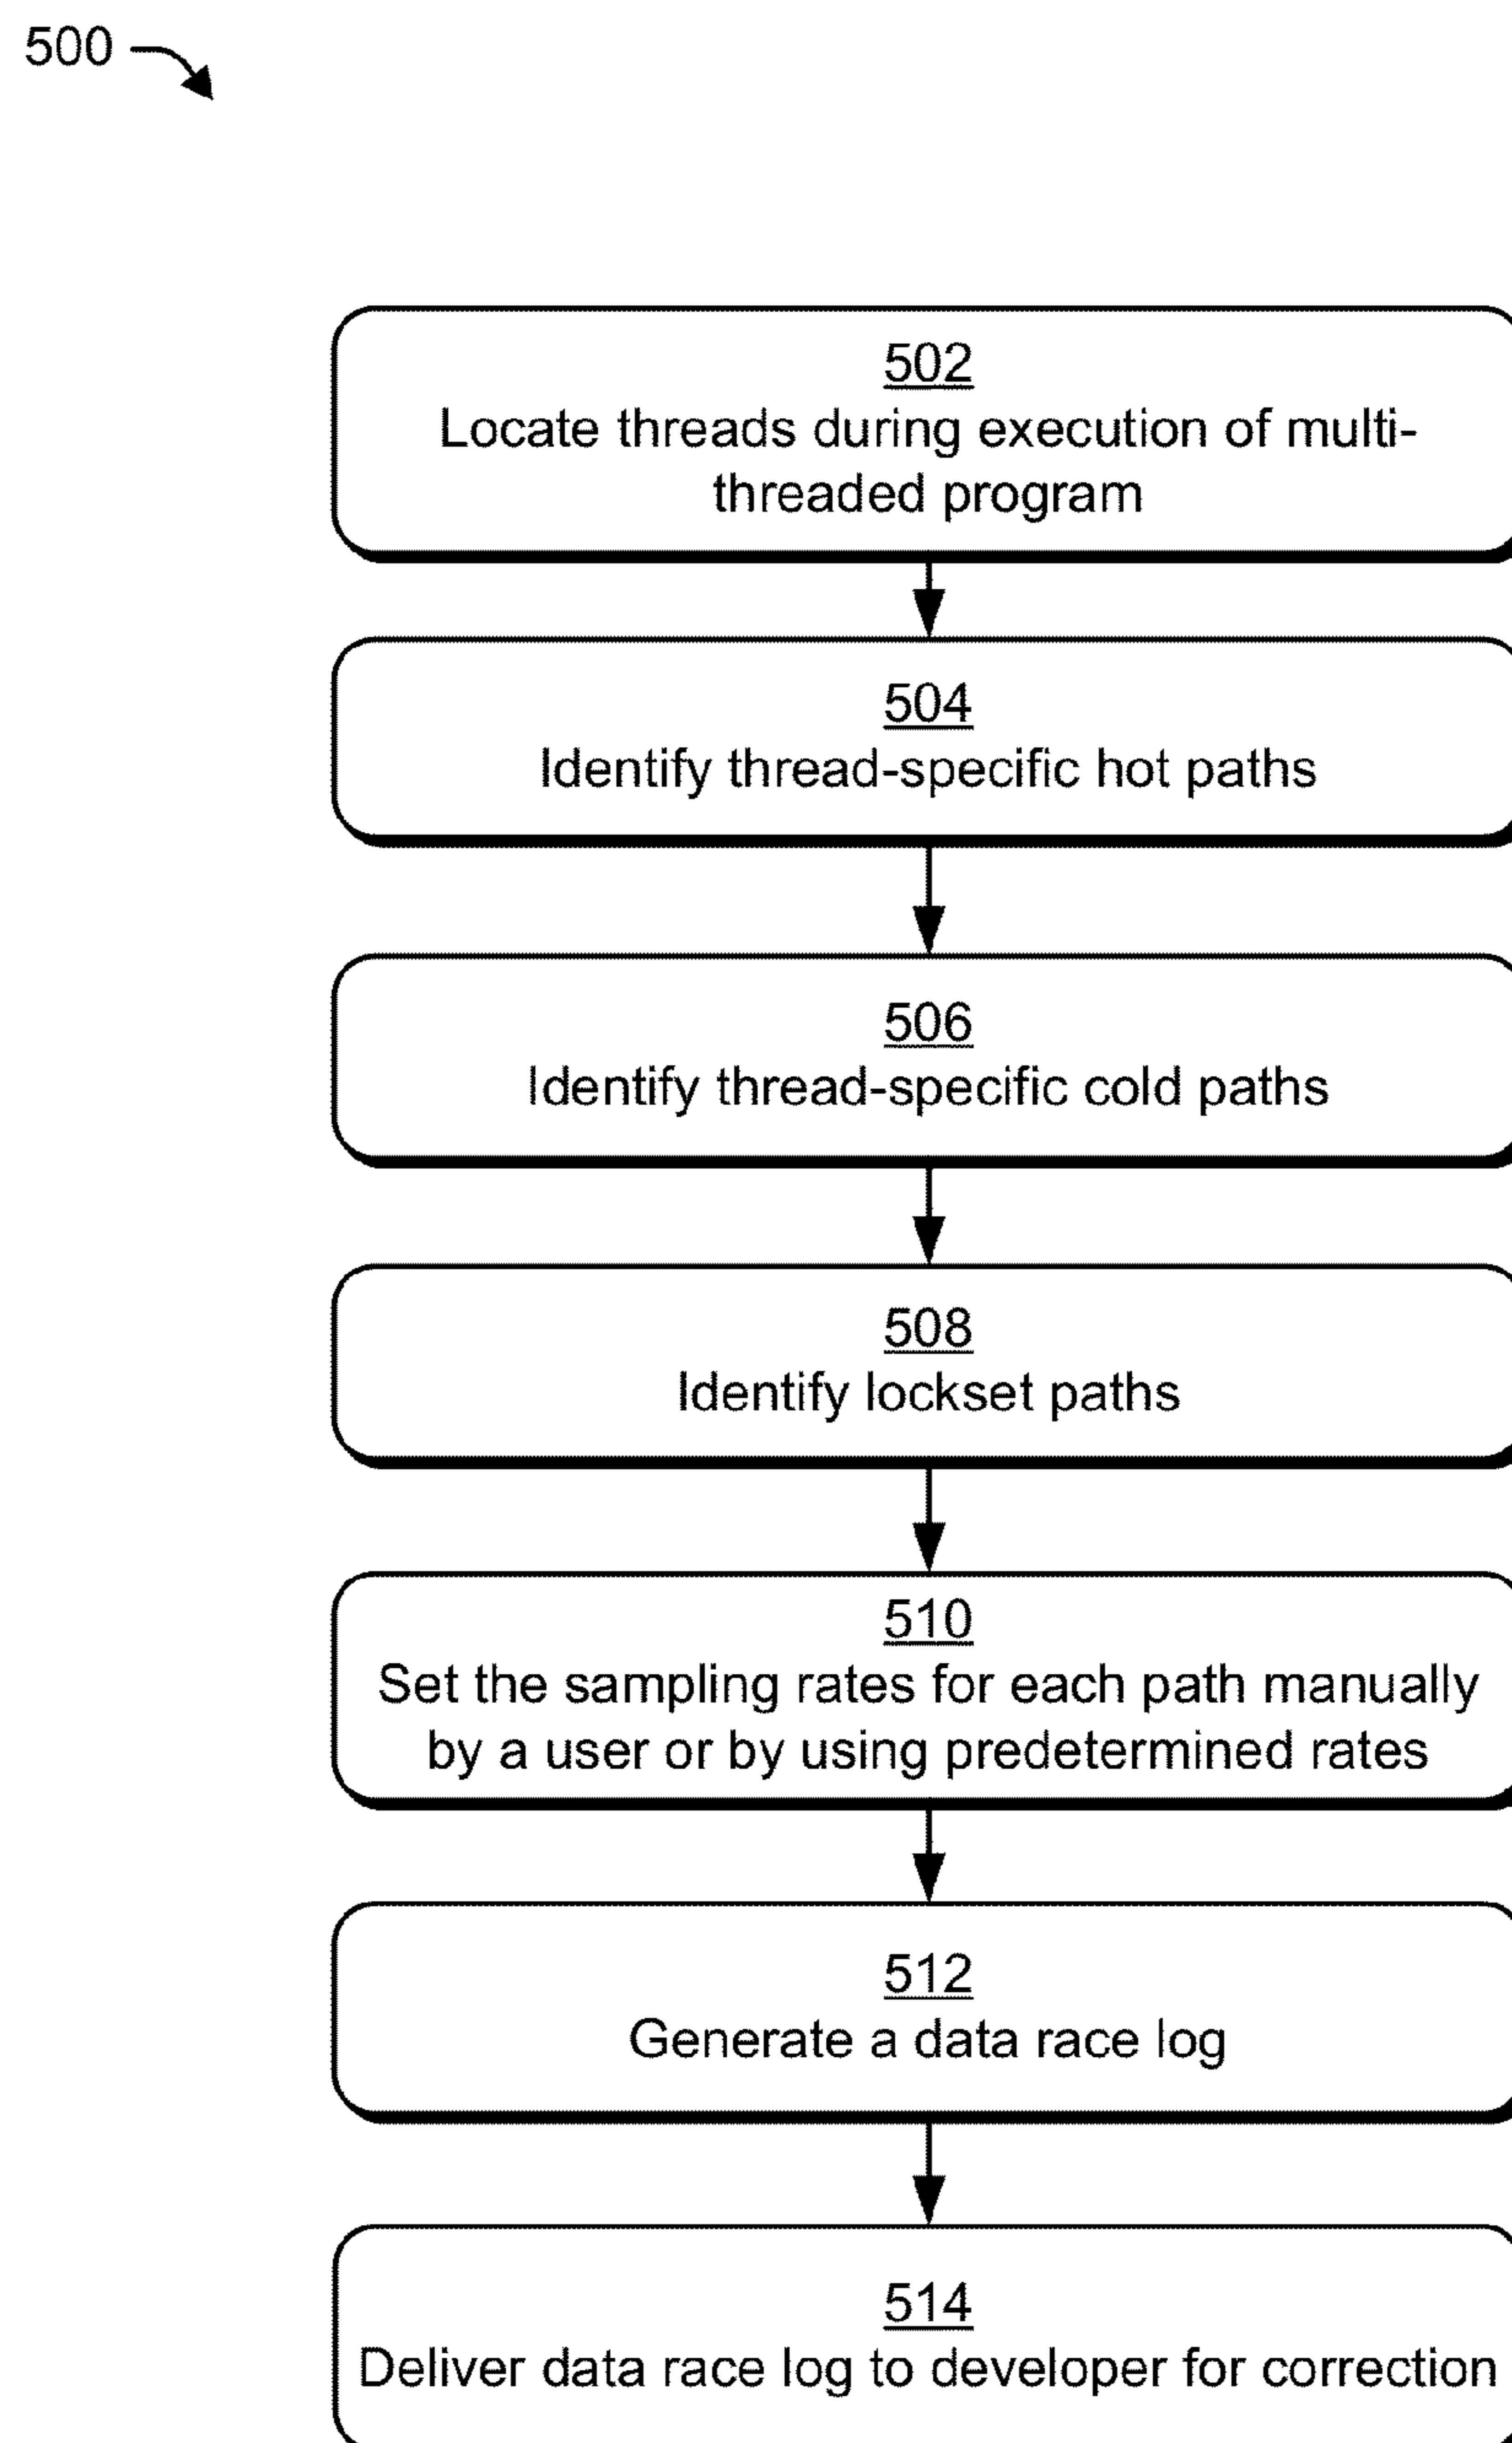 500
502
Locate threads during execution of multi-
threaded program
504
Identify thread-specific hot paths
506
Identify thread-specific cold paths
508
Identify lockset paths
510
Set the sampling rates for each path manually
by a user or by using predetermined rates
512
Generate a data race log
514
Deliver data race log to developer for correction